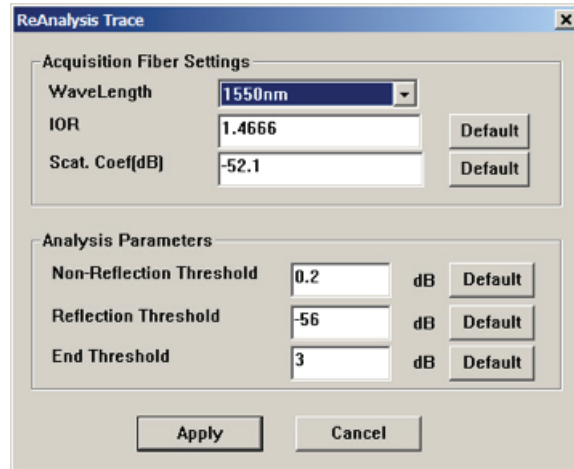 ReAnalysis Trace
Acquisition Fiber Settings
WaveLength 1550nm
IOR 1.4666 Default
Scat. Coef(dB) -52.1 Default
Analysis Parameters
Non-Reflection Threshold 0.2 dB Default
Reflection Threshold -56 dB Default
End Threshold 3 dB Default
Apply Cancel